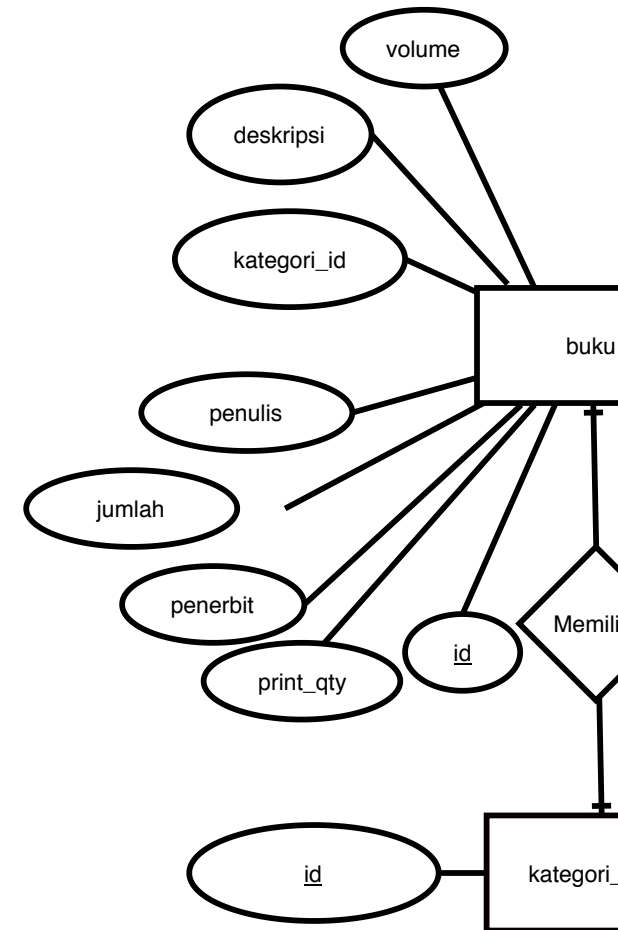 volume
deskripsi
kategori_id
buku
penulis
jumlah
penerbit
Memili
id
print_qty
id
kategori_